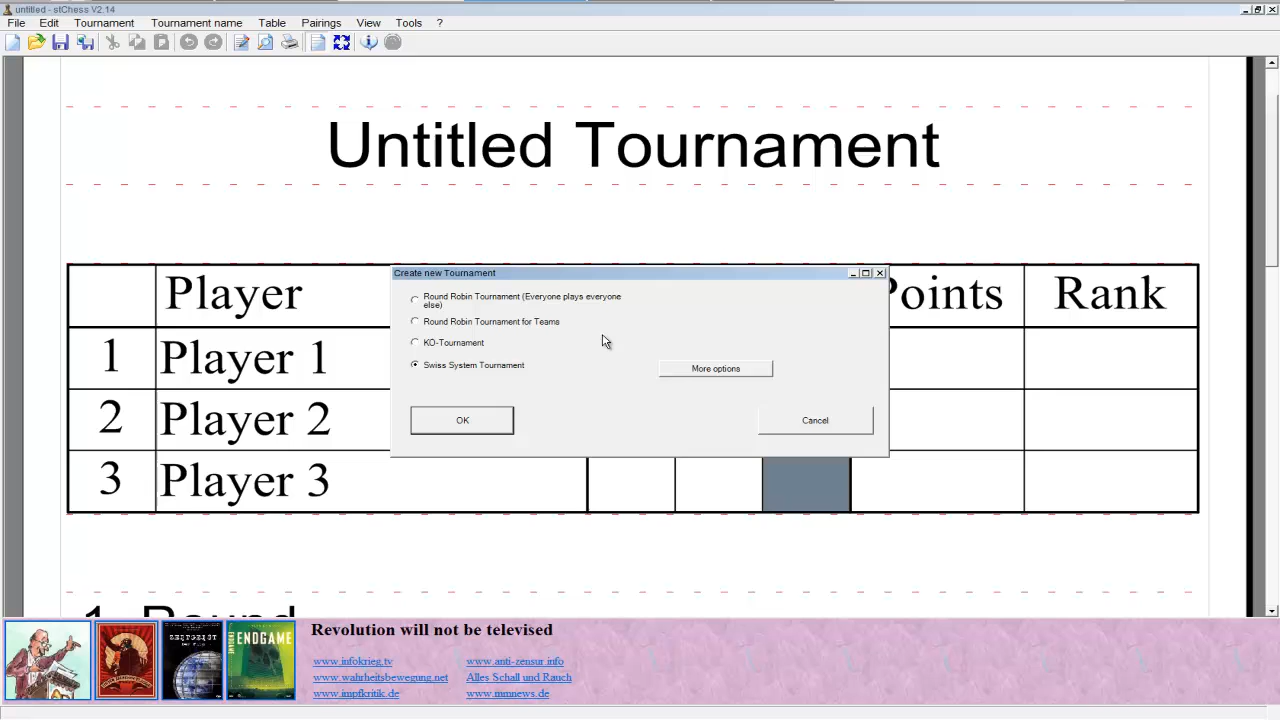 untitled - stChess V2.14
File Edit Tournament Tournament name Table Pairings View Tools ?
Untitled Tournament
Player Points Rank
1 Player 1
2 Player 2
3 Player 3
Create new Tournament
Round Robin Tournament (Everyone plays everyone
else)
Round Robin Tournament for Teams
KO-Tournament
Swiss System Tournament
More options
OK Cancel
1. Round
ZEITGEIST
ENDGAME
Revolution will not be televised
www.infokrieg.tv www.anti-zensur.info
www.wahrheitsbewegung.net Alles Schall und Rauch
www.impfkritik.de www.mmnews.de